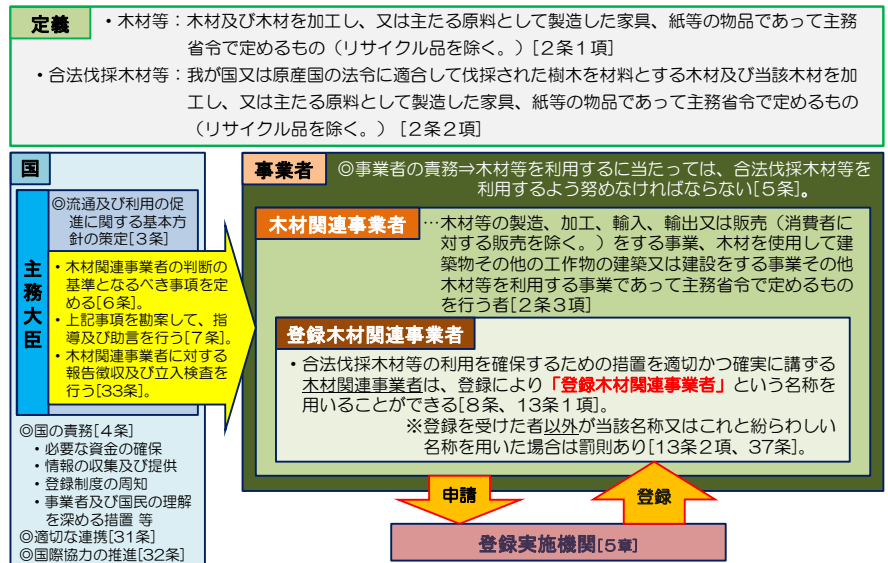 定義
・木材等：木材及び木材を加工し、又は主たる原料として製造した家具、紙等の物品であって主務
省令で定めるもの（リサイクル品を除く。）[２条１項]
・合法伐採木材等：我が国又は原産国の法令に適合して伐採された樹木を材料とする木材及び当該木材を加
工し、又は主たる原料として製造した家具、紙等の物品であって主務省令で定めるもの
（リサイクル品を除く。） [２条２項]
国
主務大臣
◎流通及び利用の促
進に関する基本方
針の策定[３条]
・木材関連事業者の判断の
基準となるべき事項を定
める[６条]。
・上記事項を勘案して、指
導及び助言を行う[７条]。
・木材関連事業者に対する
報告徴収及び立入検査を
行う[33条]。
◎国の責務[４条]
・必要な資金の確保
・情報の収集及び提供
・登録制度の周知
・事業者及び国民の理解
を深める措置 等
◎適切な連携[31条]
◎国際協力の推進[32条]
事業者
◎事業者の責務⇒木材等を利用するに当たっては、合法伐採木材等を
利用するよう努めなければならない[５条]。
木材関連事業者
…木材等の製造、加工、輸入、輸出又は販売（消費者に
対する販売を除く。）をする事業、木材を使用して建
築物その他の工作物の建築又は建設をする事業その他
木材等を利用する事業であって主務省令で定めるもの
を行う者[２条３項]
登録木材関連事業者
・合法伐採木材等の利用を確保するための措置を適切かつ確実に講ずる
木材関連事業者は、登録により「登録木材関連事業者」という名称を
用いることができる[８条、13条１項]。
※登録を受けた者以外が当該名称又はこれと紛らわしい
名称を用いた場合は罰則あり[13条２項、37条]。
申請
登録
登録実施機関[５章]